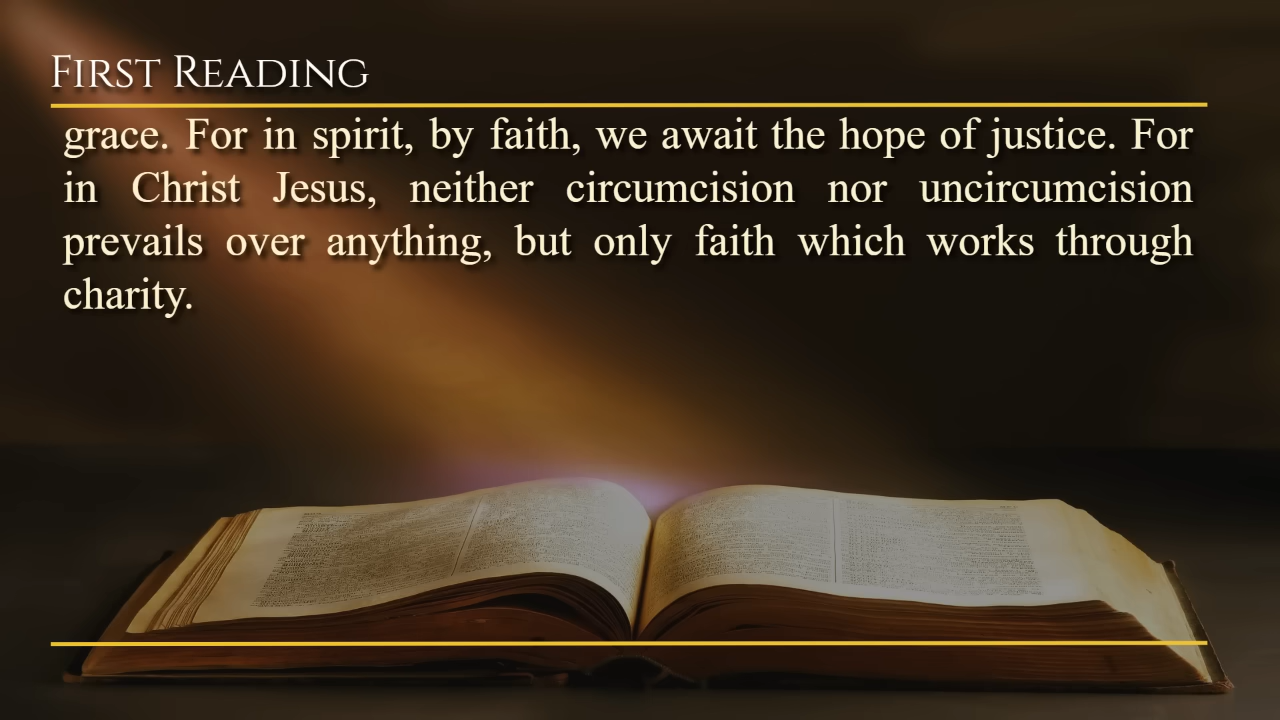 First Reading
grace. For in spirit, by faith, we await the hope of justice. For
in Christ Jesus, neither circumcision nor uncircumcision
prevails over anything, but only faith which works through
charity.